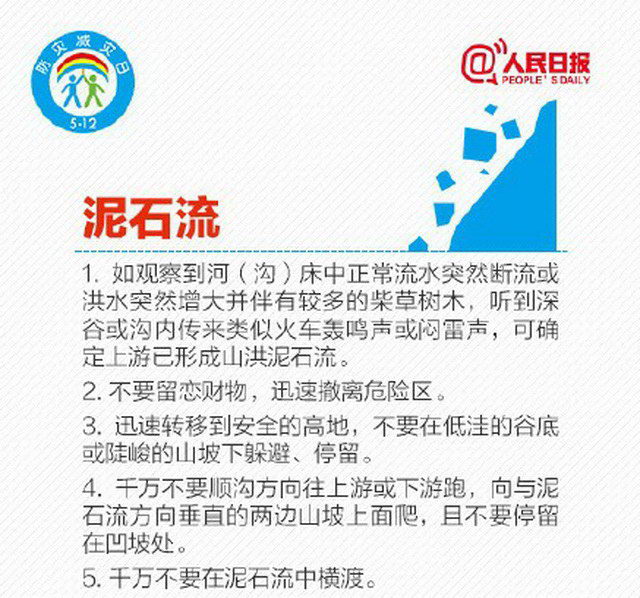 防灾减灾日
5-12
@人民日报
PEOPLE'S DAILY
泥石流
1. 如观察到河（沟）床中正常流水突然断流或
洪水突然增大并伴有较多的柴草树木，听到深
谷或沟内传来类似火车轰鸣声或闷雷声，可确
定上游已形成山洪泥石流。
2. 不要留恋财物，迅速撤离危险区。
3. 迅速转移到安全的高地，不要在低洼的谷底
或陡峻的山坡下躲避、停留。
4. 千万不要顺沟方向往上游或下游跑，向与泥
石流方向垂直的两边山坡上面爬，且不要停留
在凹坡处。
5. 千万不要在泥石流中横渡。